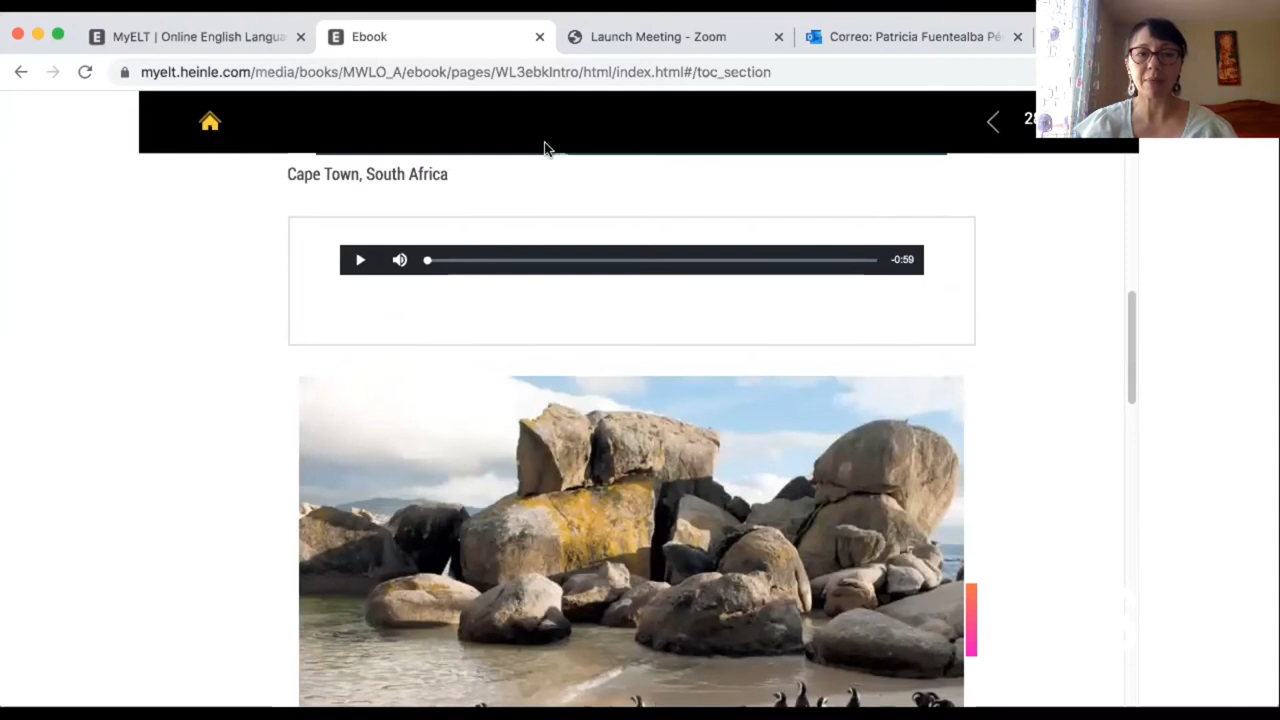 MyELT | Online English Langua
Ebook
Launch Meeting - Zoom
Correo: Patricia Fuentealba Pé
myelt.heinle.com/media/books/MWLO_A/ebook/pages/WL3ebkIntro/html/index.html#/toc_section
28
Cape Town, South Africa
-0:59